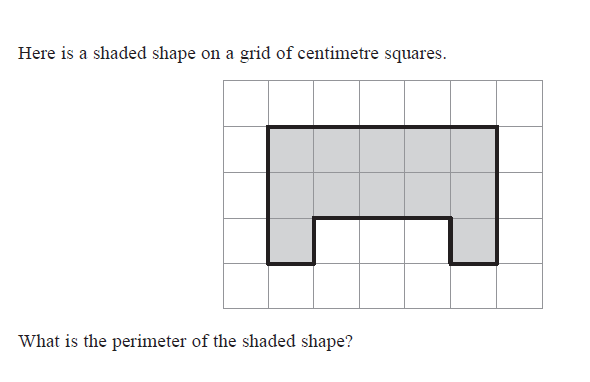 Here is a shaded shape on a grid of centimetre squares.
What is the perimeter of the shaded shape?